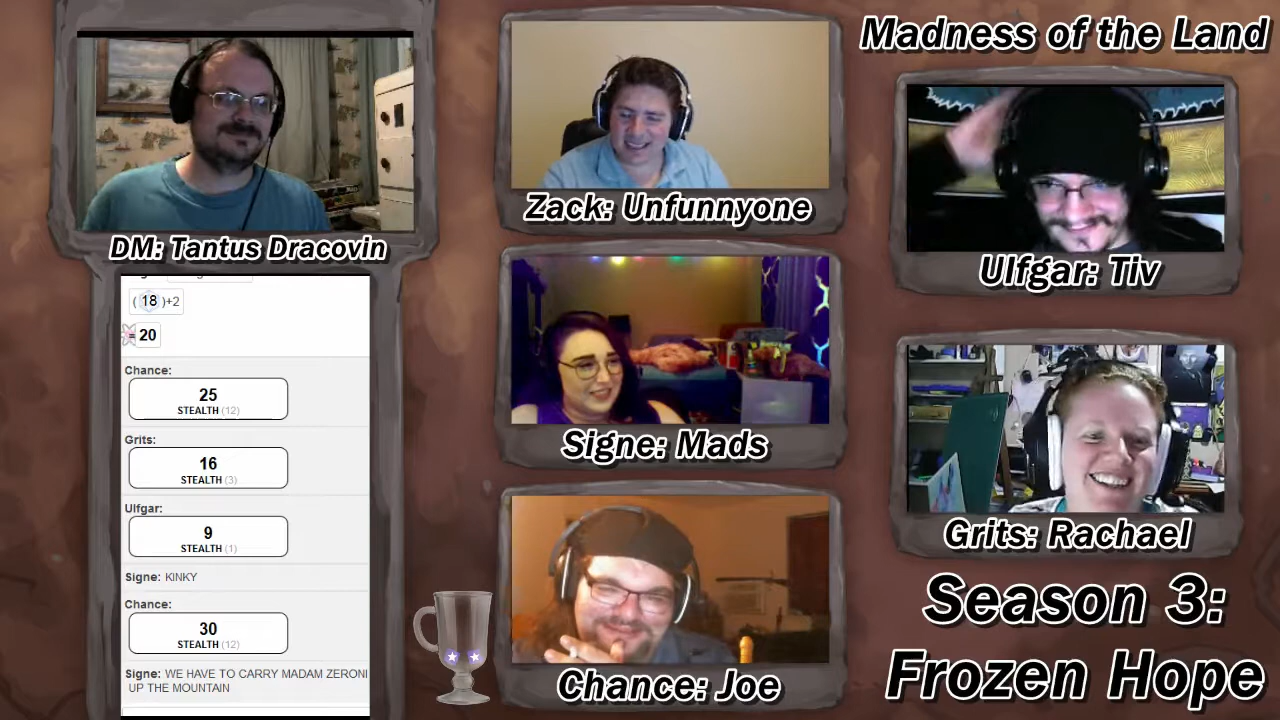 Madness of the Land
DM: Tantus Dracovin
Zack: Unfunnyone
Ulfgar: Tiv
Signe: Mads
Grits: Rachael
Chance: Joe
Season 3:
Frozen Hope
( 18 )+2
= 20
Chance:
25
STEALTH (12)
Grits:
16
STEALTH (3)
Ulfgar:
9
STEALTH (1)
Signe: KINKY
Chance:
30
STEALTH (12)
Signe: WE HAVE TO CARRY MADAM ZERONI
UP THE MOUNTAIN